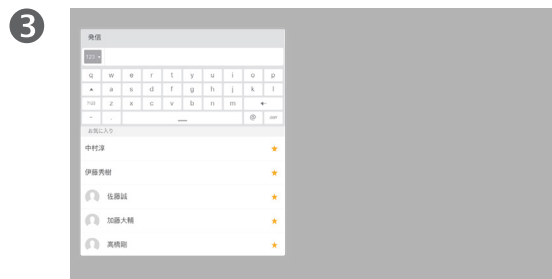 3
発信
123
q w e r t y u i o p
a s d f g h j k l
z x c v b n m
- . @
お気に入り
中村淳
伊藤秀樹
佐藤誠
加藤大輔
高橋剛